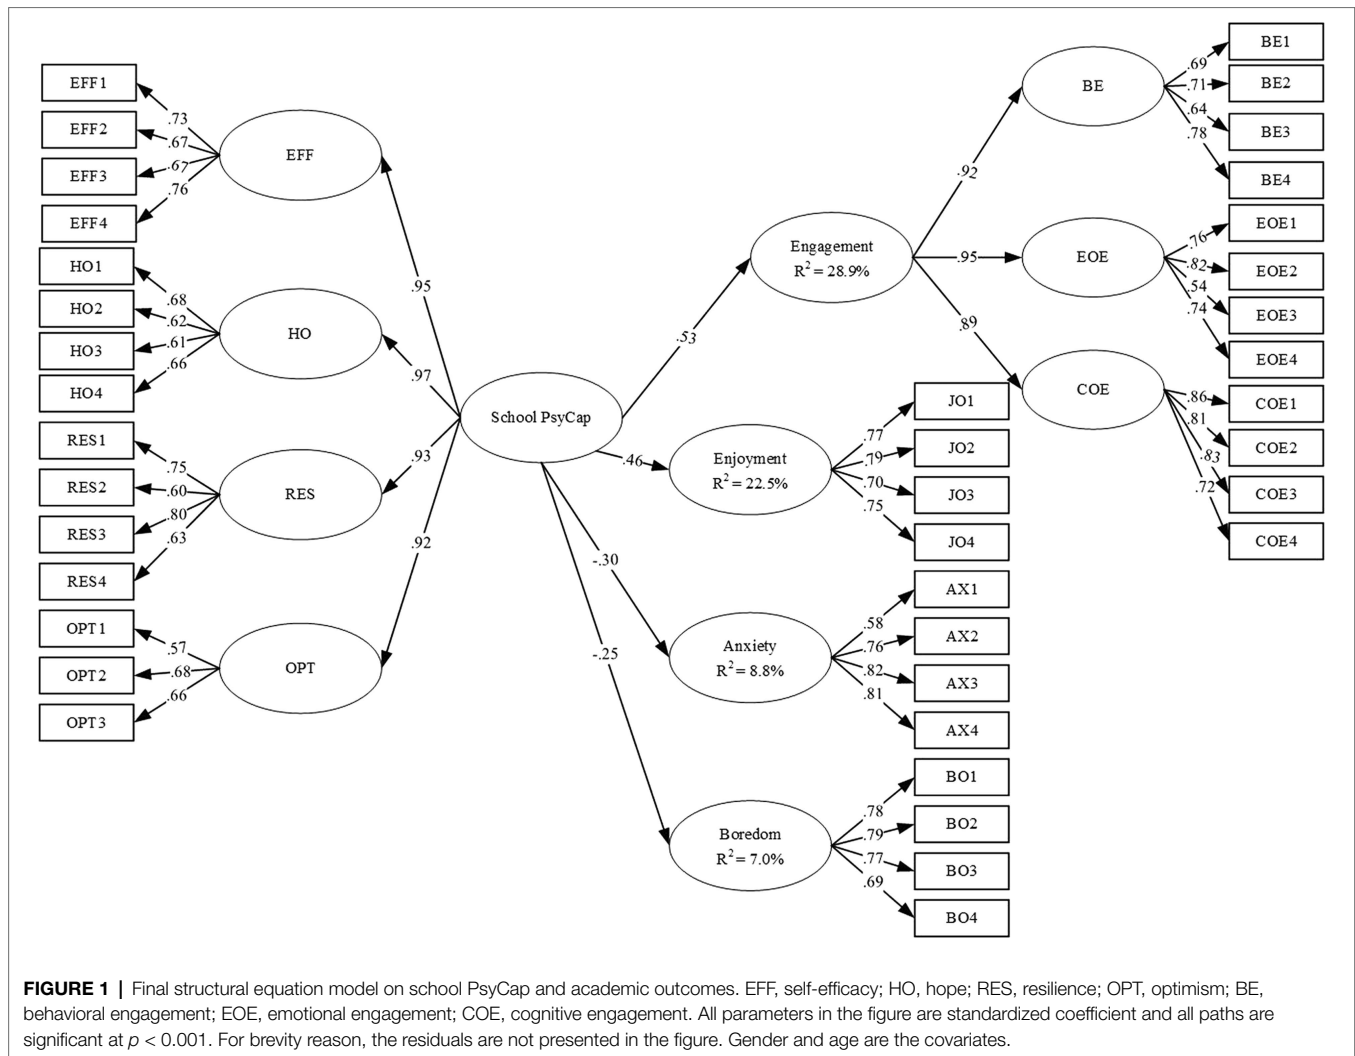 EFF1
EFF2
EFF3
EFF4
.73
.67
.67
.76
EFF
HO1
HO2
HO3
HO4
.68
.62
.61
.66
HO
RES1
RES2
RES3
RES4
.75
.60
.80
.63
RES
OPT1
OPT2
OPT3
.57
.68
.66
OPT
.95
.97
.93
.92
School PsyCap
.53
.46
-.30
-.25
Engagement
R² = 28.9%
.92
.95
.89
BE
.69
.71
.64
.78
BE1
BE2
BE3
BE4
EOE
.76
.82
.54
.74
EOE1
EOE2
EOE3
EOE4
COE
.86
.81
.83
.72
COE1
COE2
COE3
COE4
Enjoyment
R² = 22.5%
.77
.79
.70
.75
JO1
JO2
JO3
JO4
Anxiety
R² = 8.8%
.58
.76
.82
.81
AX1
AX2
AX3
AX4
Boredom
R² = 7.0%
.78
.79
.77
.69
BO1
BO2
BO3
BO4
FIGURE 1 | Final structural equation model on school PsyCap and academic outcomes. EFF, self-efficacy; HO, hope; RES, resilience; OPT, optimism; BE,
behavioral engagement; EOE, emotional engagement; COE, cognitive engagement. All parameters in the figure are standardized coefficient and all paths are
significant at p < 0.001. For brevity reason, the residuals are not presented in the figure. Gender and age are the covariates.